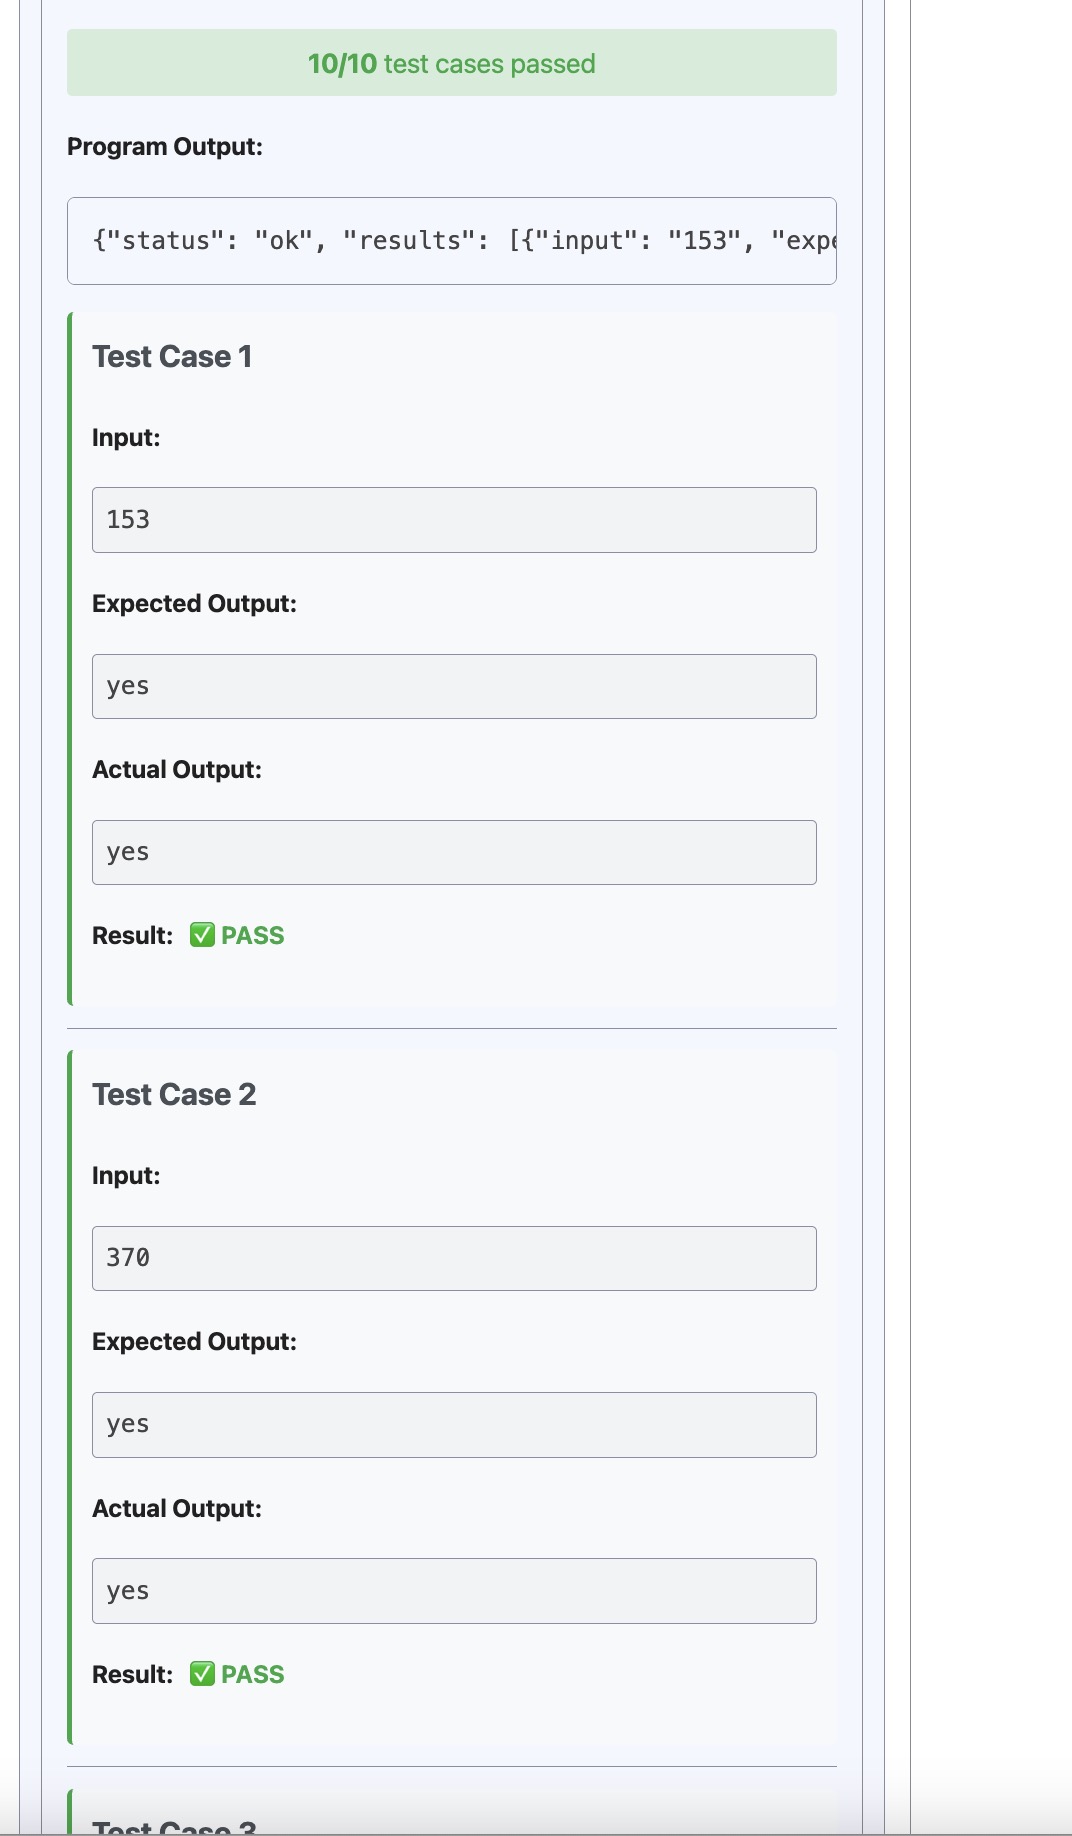 10/10 test cases passed
Program Output:
{"status": "ok", "results": [{"input": "153", "expe
Test Case 1
Input:
153
Expected Output:
yes
Actual Output:
yes
Result: ✅ PASS
Test Case 2
Input:
370
Expected Output:
yes
Actual Output:
yes
Result: ✅ PASS
Test Case 3